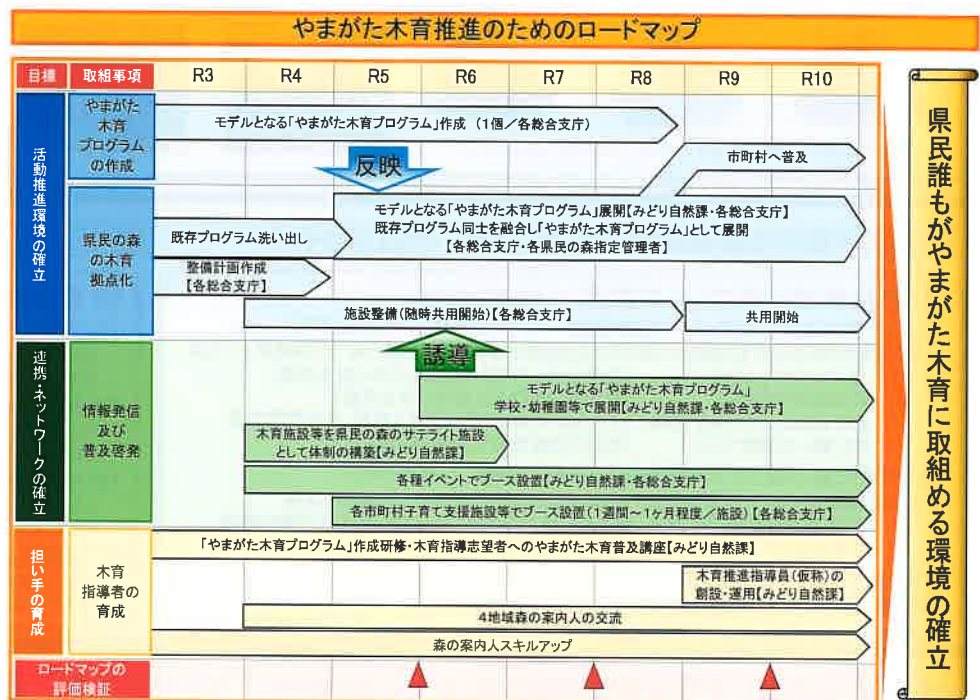 やまがた木育推進のためのロードマップ
目標
取組事項
R3
R4
R5
R6
R7
R8
R9
R10
活動推進環境の確立
やまがた
木育
プログラム
の作成
モデルとなる「やまがた木育プログラム」作成（1個／各総合支庁）
反映
市町村へ普及
県民の森
の木育
拠点化
モデルとなる「やまがた木育プログラム」展開【みどり自然課・各総合支庁】
既存プログラム同士を融合し「やまがた木育プログラム」として展開
【各総合支庁・各県民の森指定管理者】
既存プログラム洗い出し
整備計画作成
【各総合支庁】
施設整備（随時共用開始）【各総合支庁】
共用開始
誘導
連携・ネットワークの確立
情報発信
及び
普及啓発
モデルとなる「やまがた木育プログラム」
学校・幼稚園等で展開【みどり自然課・各総合支庁】
木育施設等を県民の森のサテライト施設
として体制の構築【みどり自然課】
各種イベントでブース設置【みどり自然課・各総合支庁】
各市町村子育て支援施設等でブース設置（1週間～1ヶ月程度／施設）【各総合支庁】
担い手の育成
木育
指導者の
育成
「やまがた木育プログラム」作成研修・木育指導志望者へのやまがた木育普及講座【みどり自然課】
木育推進指導員（仮称）の
創設・運用【みどり自然課】
4地域森の案内人の交流
森の案内人スキルアップ
ロードマップの
評価検証
県民誰もがやまがた木育に取組める環境の確立